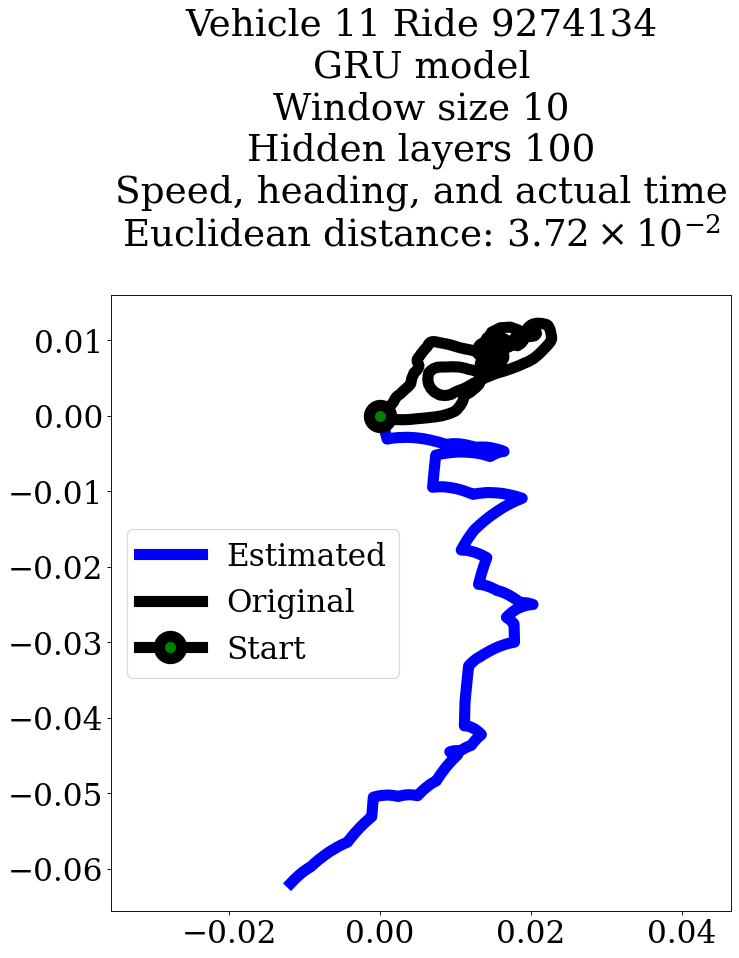 Vehicle 11 Ride 9274134
GRU model
Window size 10
Hidden layers 100
Speed, heading, and actual time
Euclidean distance: 3.72 × 10⁻²
0.01
0.00
−0.01
−0.02
−0.03
−0.04
−0.05
−0.06
Estimated
Original
Start
−0.02 0.00 0.02 0.04